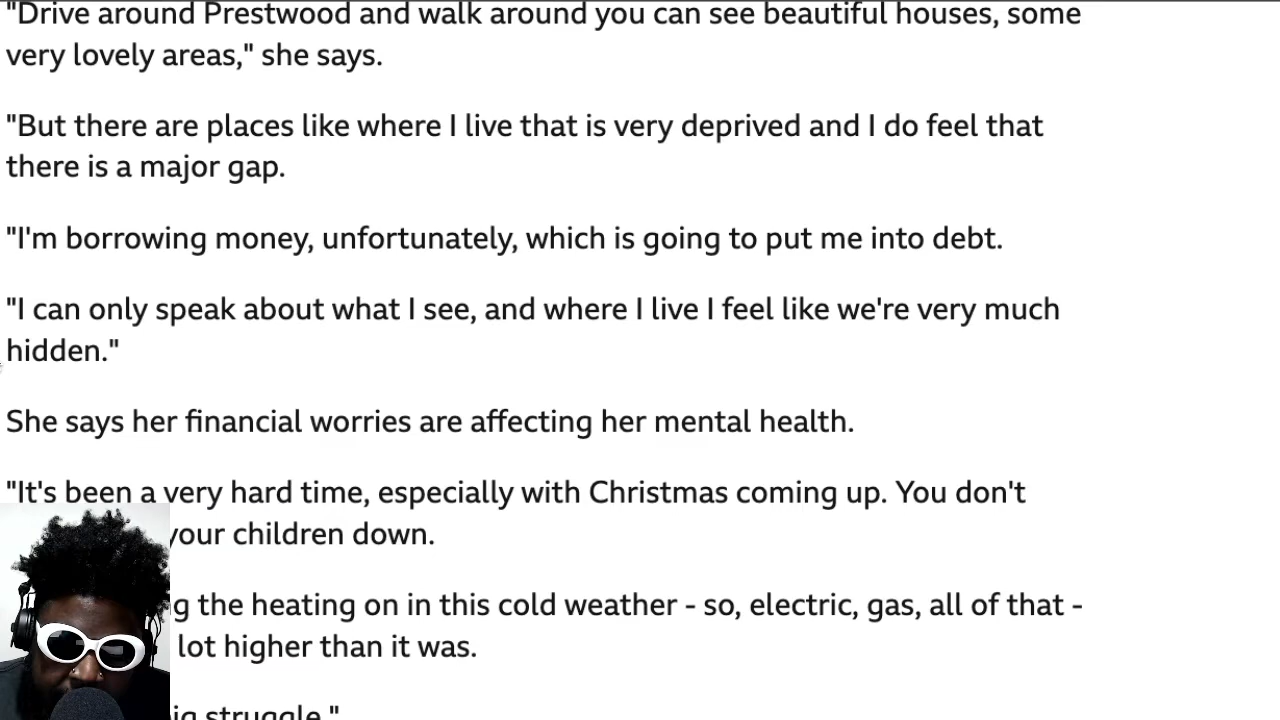 "Drive around Prestwood and walk around you can see beautiful houses, some
very lovely areas," she says.
"But there are places like where I live that is very deprived and I do feel that
there is a major gap.
"I'm borrowing money, unfortunately, which is going to put me into debt.
"I can only speak about what I see, and where I live I feel like we're very much
hidden."
She says her financial worries are affecting her mental health.
"It's been a very hard time, especially with Christmas coming up. You don't
your children down.
the heating on in this cold weather - so, electric, gas, all of that -
lot higher than it was.
struggle."